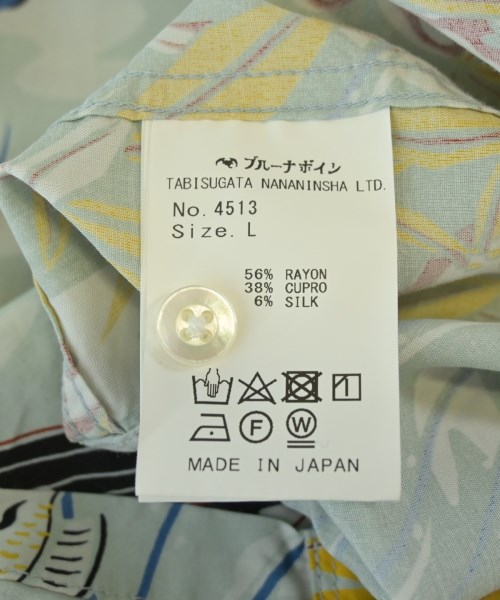 ブルーナボイン
TABISUGATA NANANINSHA LTD.
No. 4513
Size. L
56% RAYON
38% CUPRO
6% SILK
F W
MADE IN JAPAN